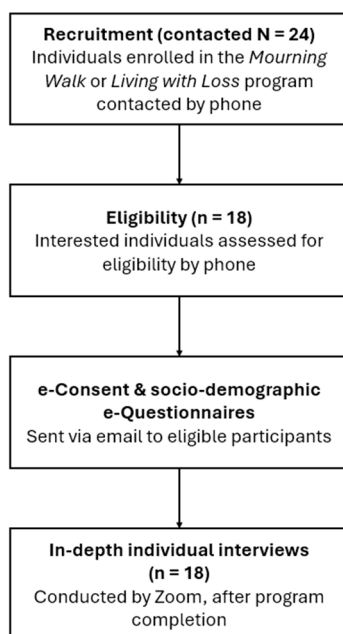 Recruitment (contacted N = 24)
Individuals enrolled in the Mourning
Walk or Living with Loss program
contacted by phone
Eligibility (n = 18)
Interested individuals assessed for
eligibility by phone
e-Consent & socio-demographic
e-Questionnaires
Sent via email to eligible participants
In-depth individual interviews
(n = 18)
Conducted by Zoom, after program
completion